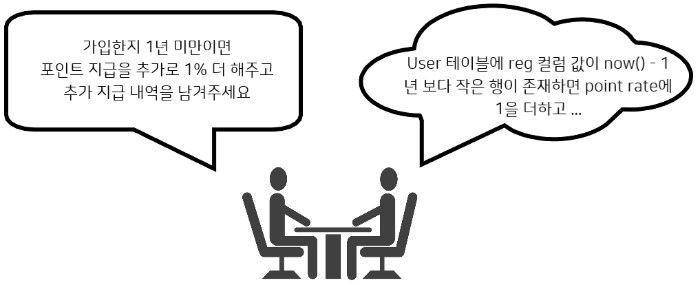 가입한지 1년 미만이면
포인트 지급을 추가로 1% 더 해주고
추가 지급 내역을 남겨주세요
User 테이블에 reg 컬럼 값이 now() - 1
년 보다 작은 행이 존재하면 point rate에
1을 더하고 ...